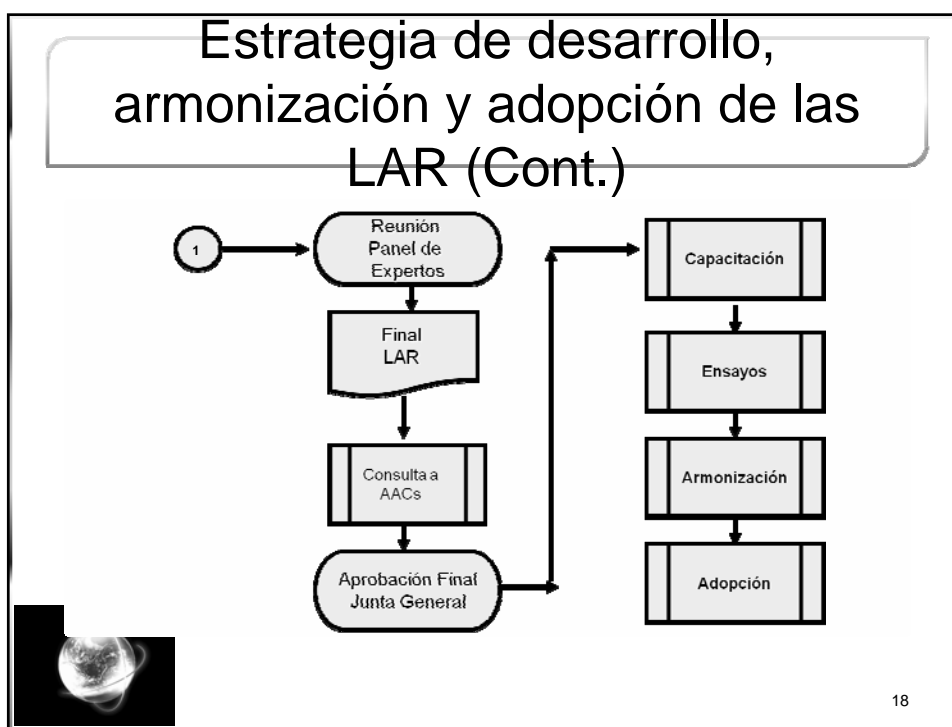 Estrategia de desarrollo,
armonización y adopción de las
LAR (Cont.)
1
Reunión
Panel de
Expertos
Final
LAR
Consulta a
AACs
Aprobación Final
Junta General
Capacitación
Ensayos
Armonización
Adopción
18